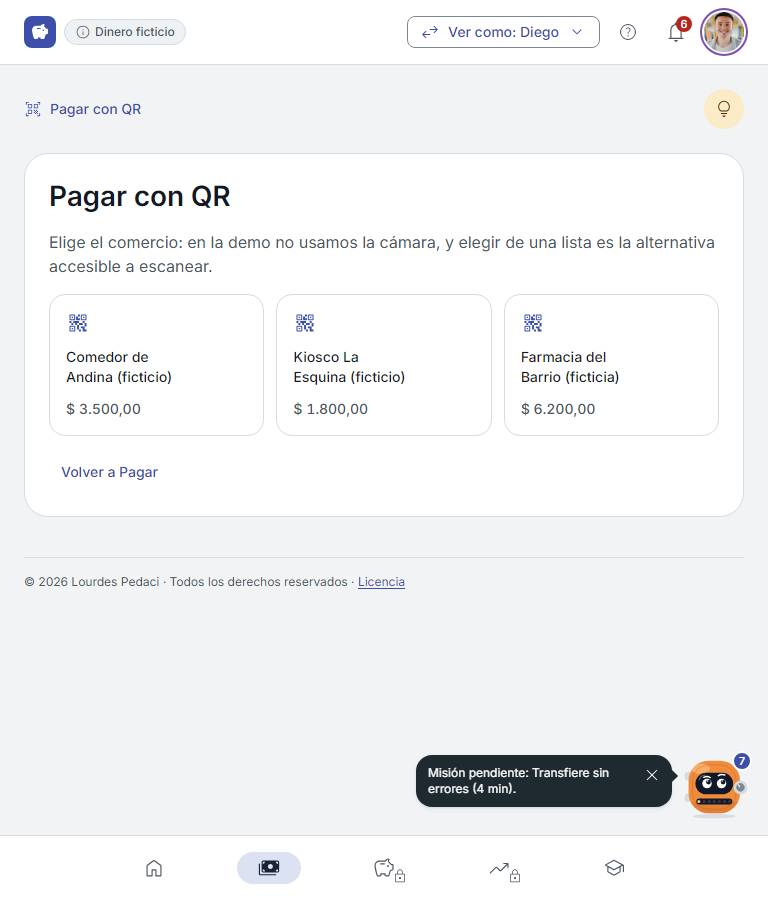 Dinero ficticio
Ver como: Diego
6
Pagar con QR
Pagar con QR
Elige el comercio: en la demo no usamos la cámara, y elegir de una lista es la alternativa
accesible a escanear.
Comedor de
Andina (ficticio)
$ 3.500,00
Kiosco La
Esquina (ficticio)
$ 1.800,00
Farmacia del
Barrio (ficticia)
$ 6.200,00
Volver a Pagar
© 2026 Lourdes Pedaci · Todos los derechos reservados · Licencia
Misión pendiente: Transfiere sin
errores (4 min).
7